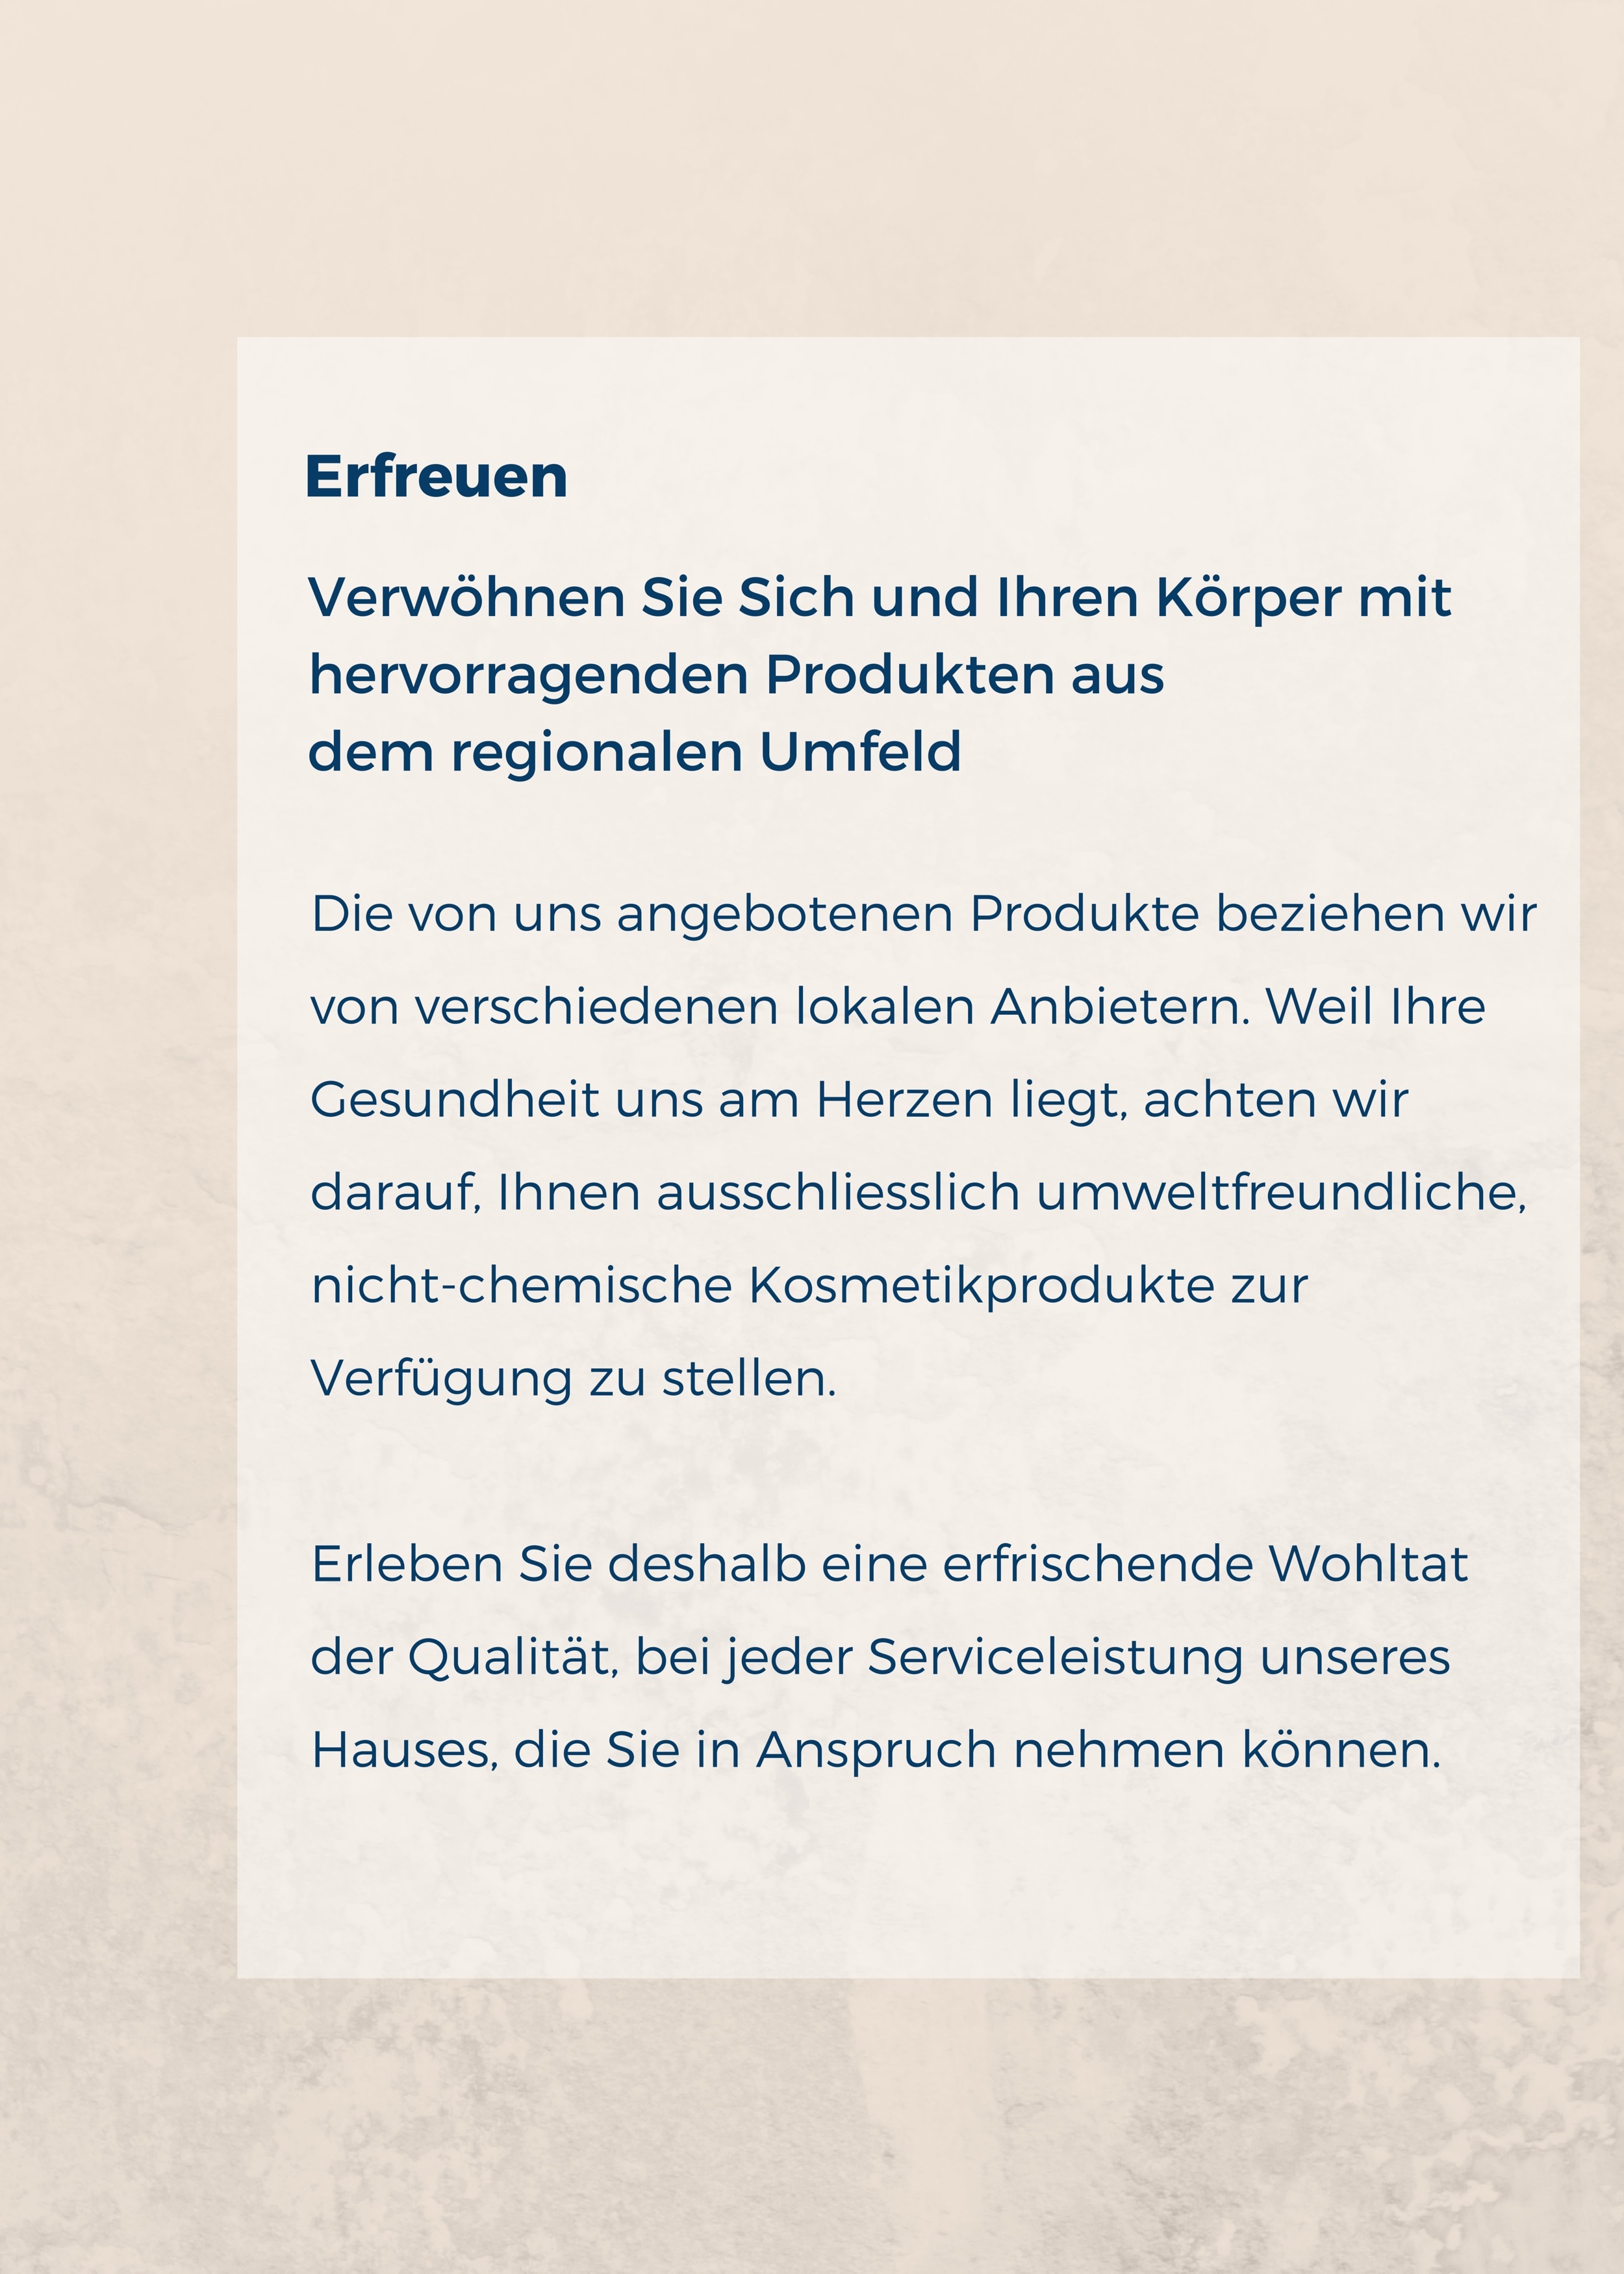 Erfreuen
Verwöhnen Sie Sich und Ihren Körper mit
hervorragenden Produkten aus
dem regionalen Umfeld
Die von uns angebotenen Produkte beziehen wir
von verschiedenen lokalen Anbietern. Weil Ihre
Gesundheit uns am Herzen liegt, achten wir
darauf, Ihnen ausschliesslich umweltfreundliche,
nicht-chemische Kosmetikprodukte zur
Verfügung zu stellen.
Erleben Sie deshalb eine erfrischende Wohltat
der Qualität, bei jeder Serviceleistung unseres
Hauses, die Sie in Anspruch nehmen können.